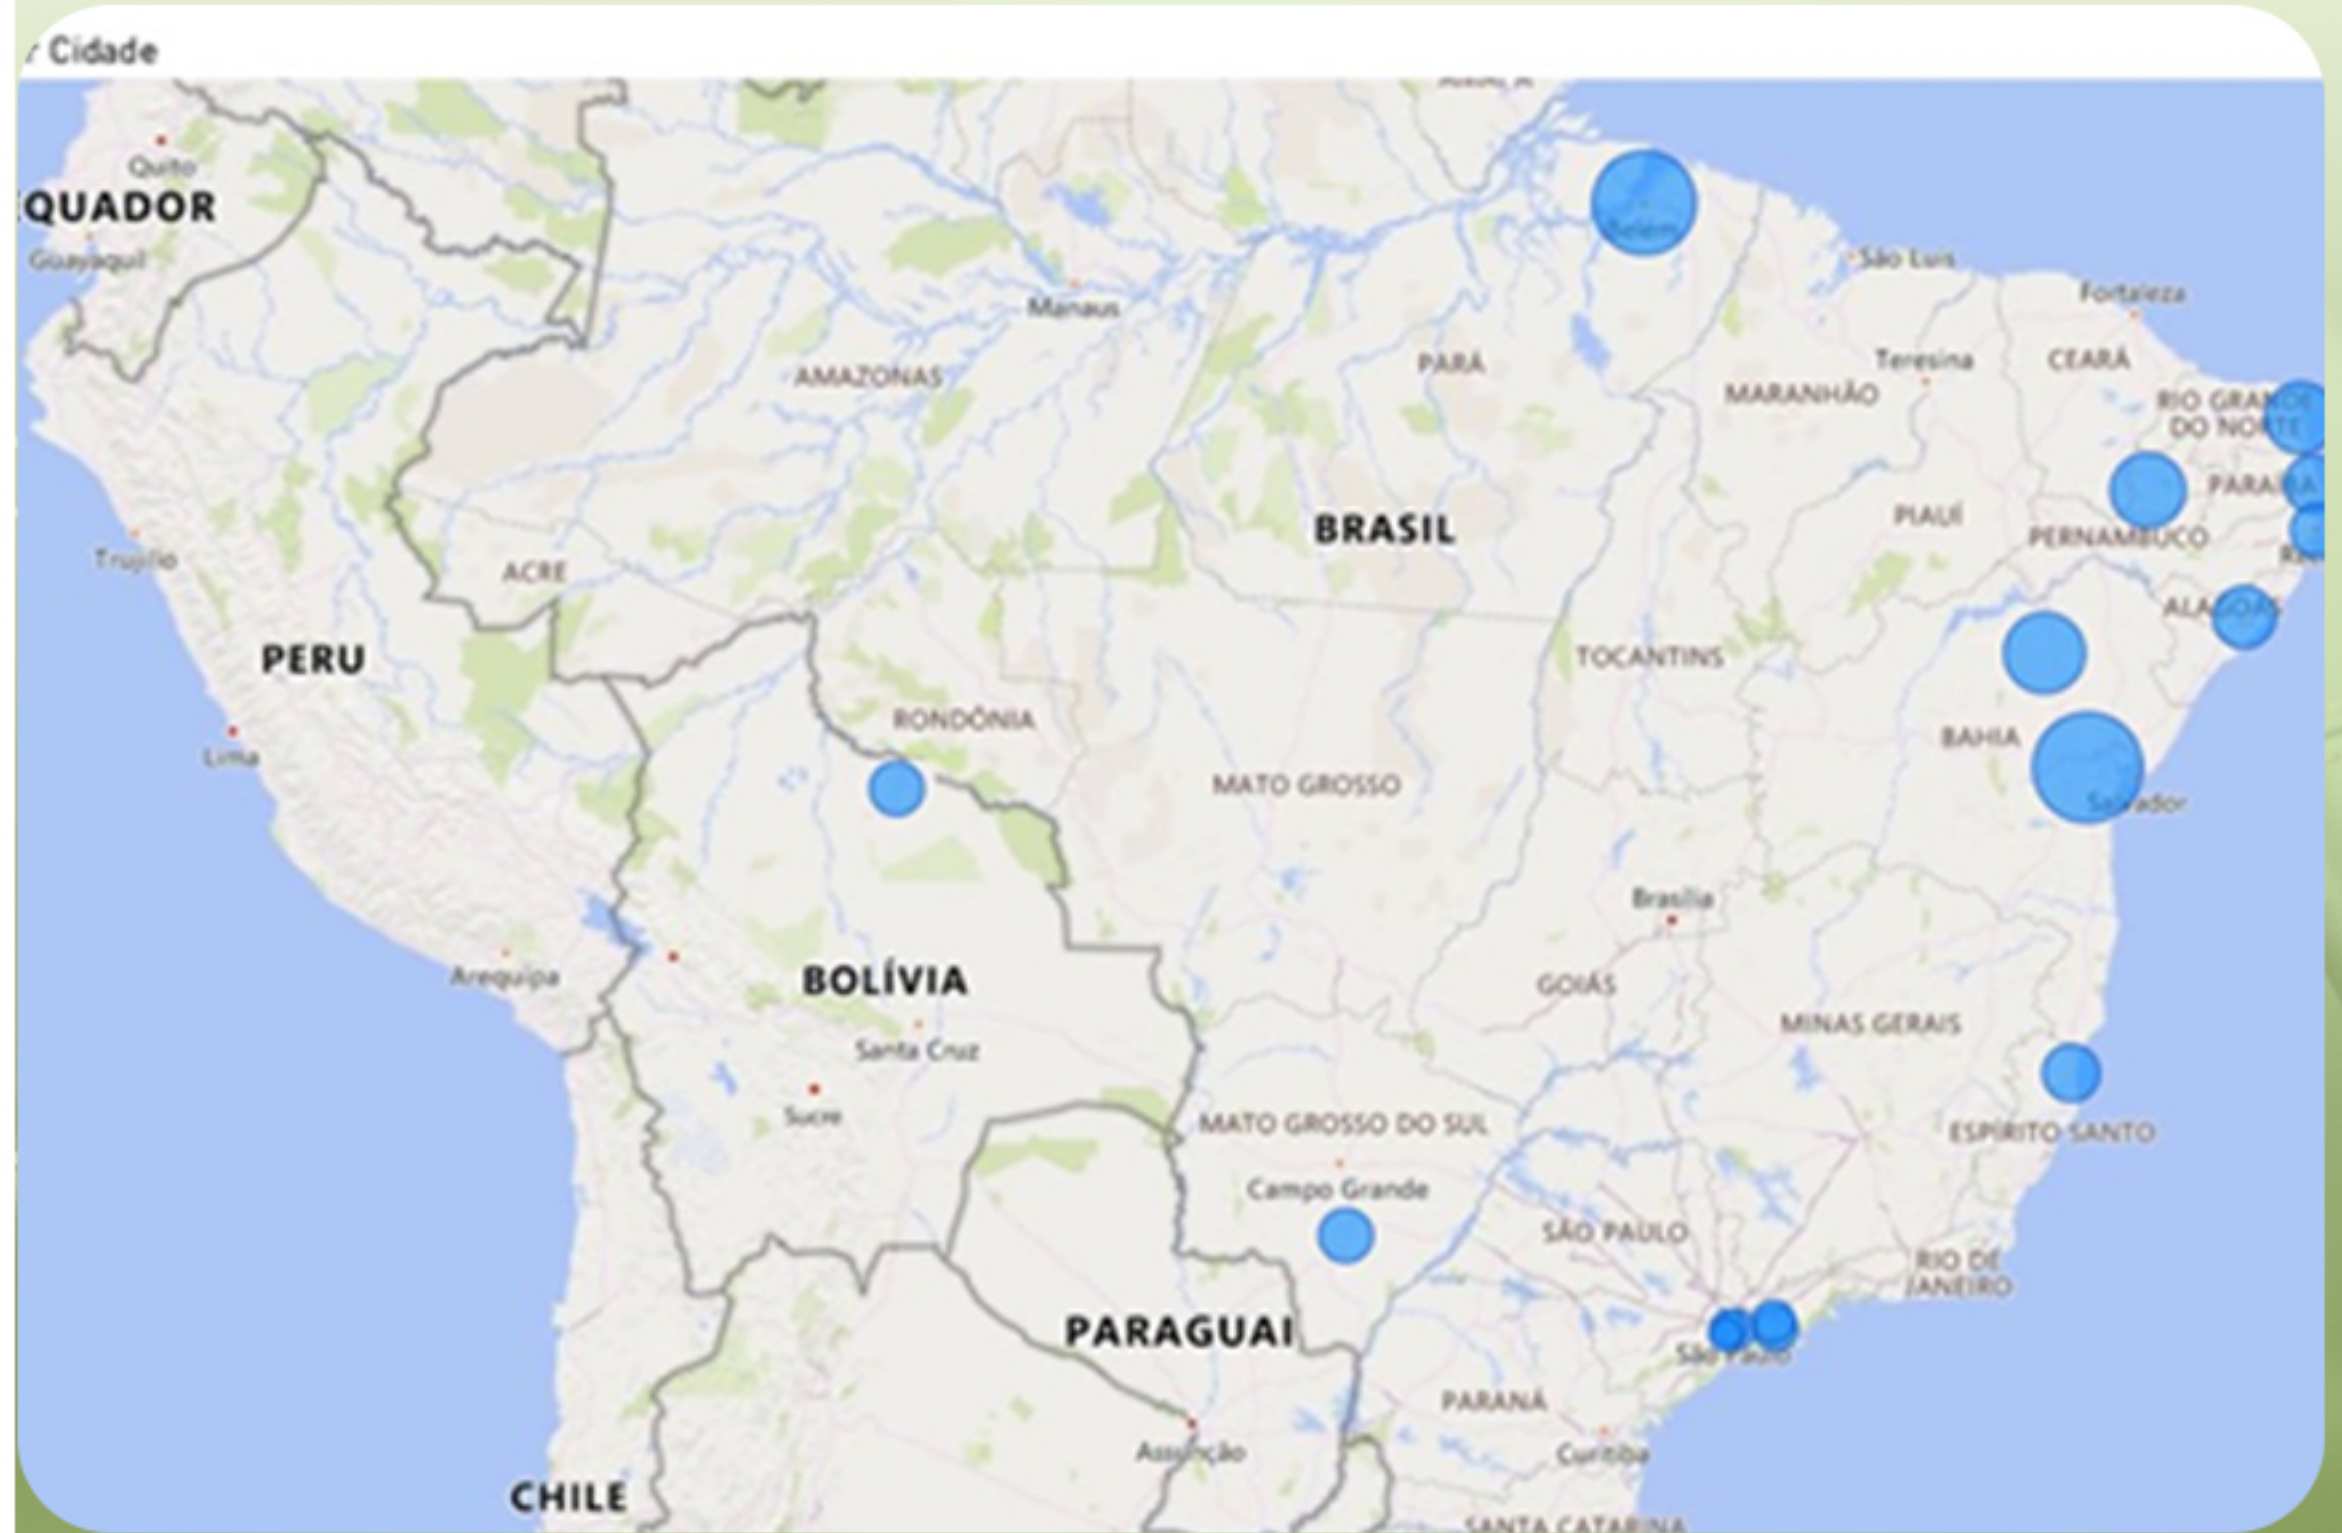 Cidade
Quito
QUADOR
Guayaquil
Belém
São Luís
Fortaleza
Manaus
Teresina
CEARÁ
PARÁ
AMAZONAS
MARANHÃO
RIO GRANDE
DO NORTE
PARAÍBA
PIAUÍ
BRASIL
PERNAMBUCO
Trujillo
ACRE
ALAGOAS
PERU
TOCANTINS
RONDÔNIA
BAHIA
Lima
MATO GROSSO
Salvador
Brasília
Arequipa
BOLÍVIA
GOIÁS
MINAS GERAIS
Santa Cruz
Sucre
MATO GROSSO DO SUL
ESPÍRITO SANTO
Campo Grande
SÃO PAULO
RIO DE
JANEIRO
PARAGUAI
São Paulo
PARANÁ
Assunção
Curitiba
CHILE
SANTA CATARINA